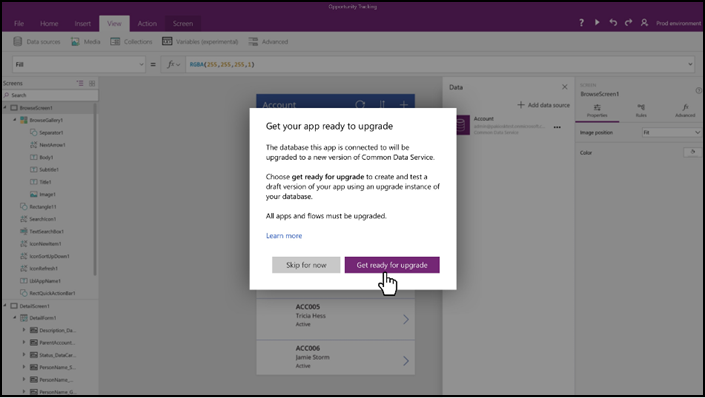 Opportunity Tracking
File Home Insert View Action Screen
? Prod environment
Data sources Media Collections Variables (experimental) Advanced
Fill = fx RGBA(255,255,255,1)
Screens
Search
BrowseScreen1
BrowseGallery1
Separator1
NextArrow1
Body1
Subtitle1
Title1
Image1
Rectangle1
SearchIcon1
TextSearchBox1
IconNewItem1
IconSortUpDown1
IconRefresh1
LblAppName1
RectQuickActionBar1
DetailScreen1
DetailForm1
Description_Da...
ParentAccount...
Status_DataCar...
PersonName_S...
PersonName_...
PersonName_G...
Account
Get your app ready to upgrade
The database this app is connected to will be
upgraded to a new version of Common Data Service.
Choose get ready for upgrade to create and test a
draft version of your app using an upgrade instance of
your database.
All apps and flows must be upgraded.
Learn more
Skip for now Get ready for upgrade
ACC005
Tricia Hess
Active
ACC006
Jamie Storm
Active
Data
+ Add data source
Account
Common Data Service
SCREEN
BrowseScreen1
Properties Rules Advanced
Image position Fit
Color